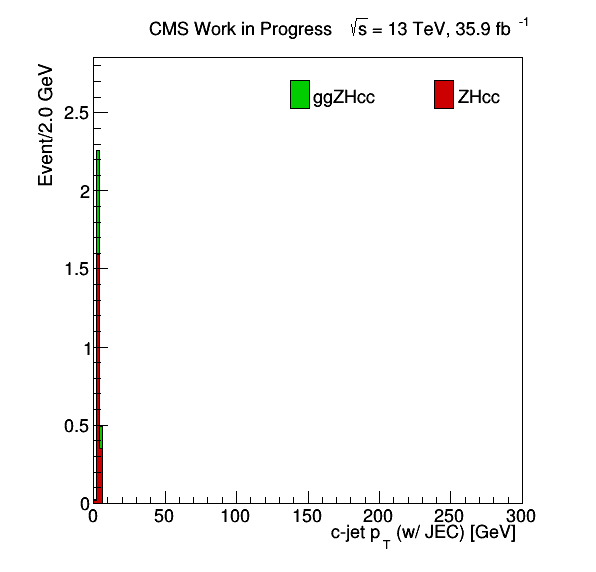 CMS Work in Progress √s = 13 TeV, 35.9 fb -1
Event/2.0 GeV
ggZHcc
ZHcc
2.5
2
1.5
1
0.5
0
0 50 100 150 200 250 300
c-jet p T (w/ JEC) [GeV]